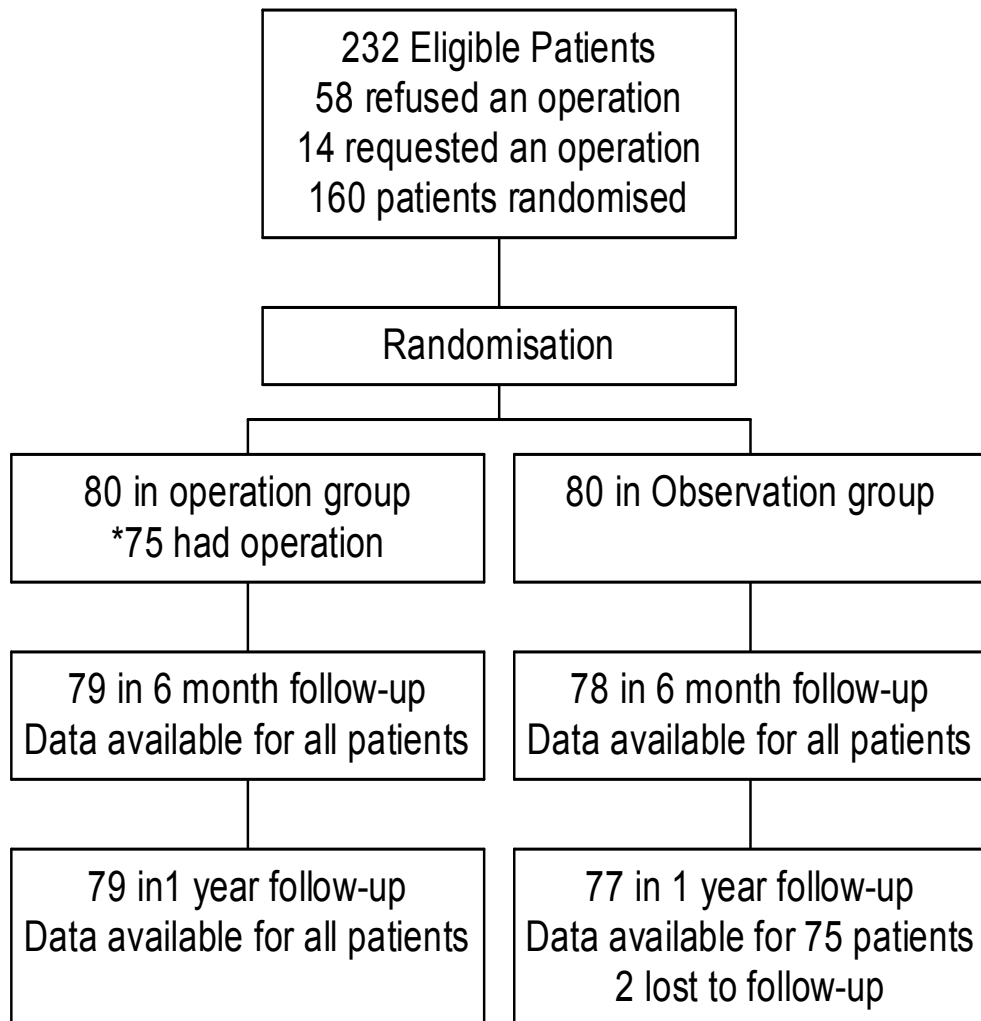 232 Eligible Patients
58 refused an operation
14 requested an operation
160 patients randomised
Randomisation
80 in operation group
*75 had operation
80 in Observation group
79 in 6 month follow-up
Data available for all patients
78 in 6 month follow-up
Data available for all patients
79 in1 year follow-up
Data available for all patients
77 in 1 year follow-up
Data available for 75 patients
2 lost to follow-up